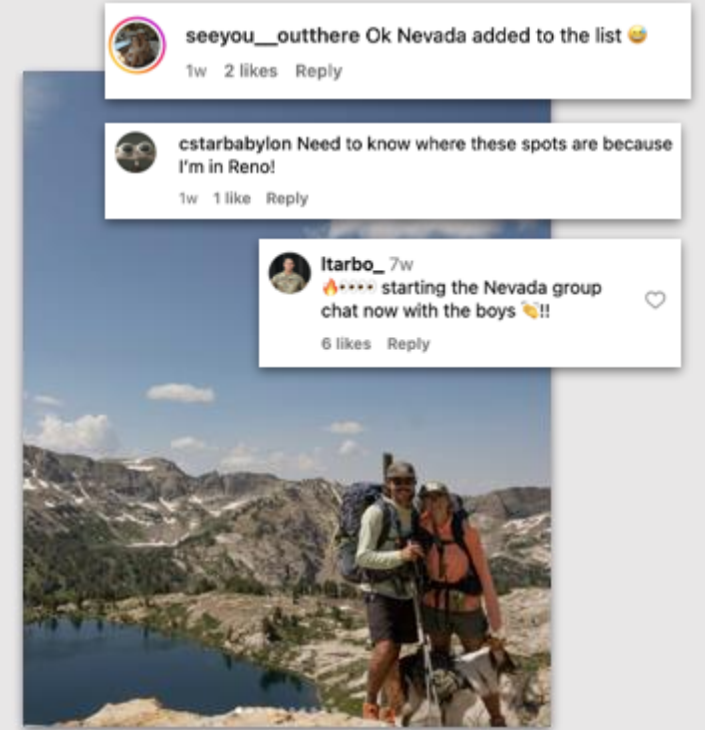 seeyou__outthere Ok Nevada added to the list 😅
1w 2 likes Reply
cstarbabylon Need to know where these spots are because
I'm in Reno!
1w 1 like Reply
ltarbo_ 7w
🔥👀👀 starting the Nevada group
chat now with the boys 👏!!
6 likes Reply